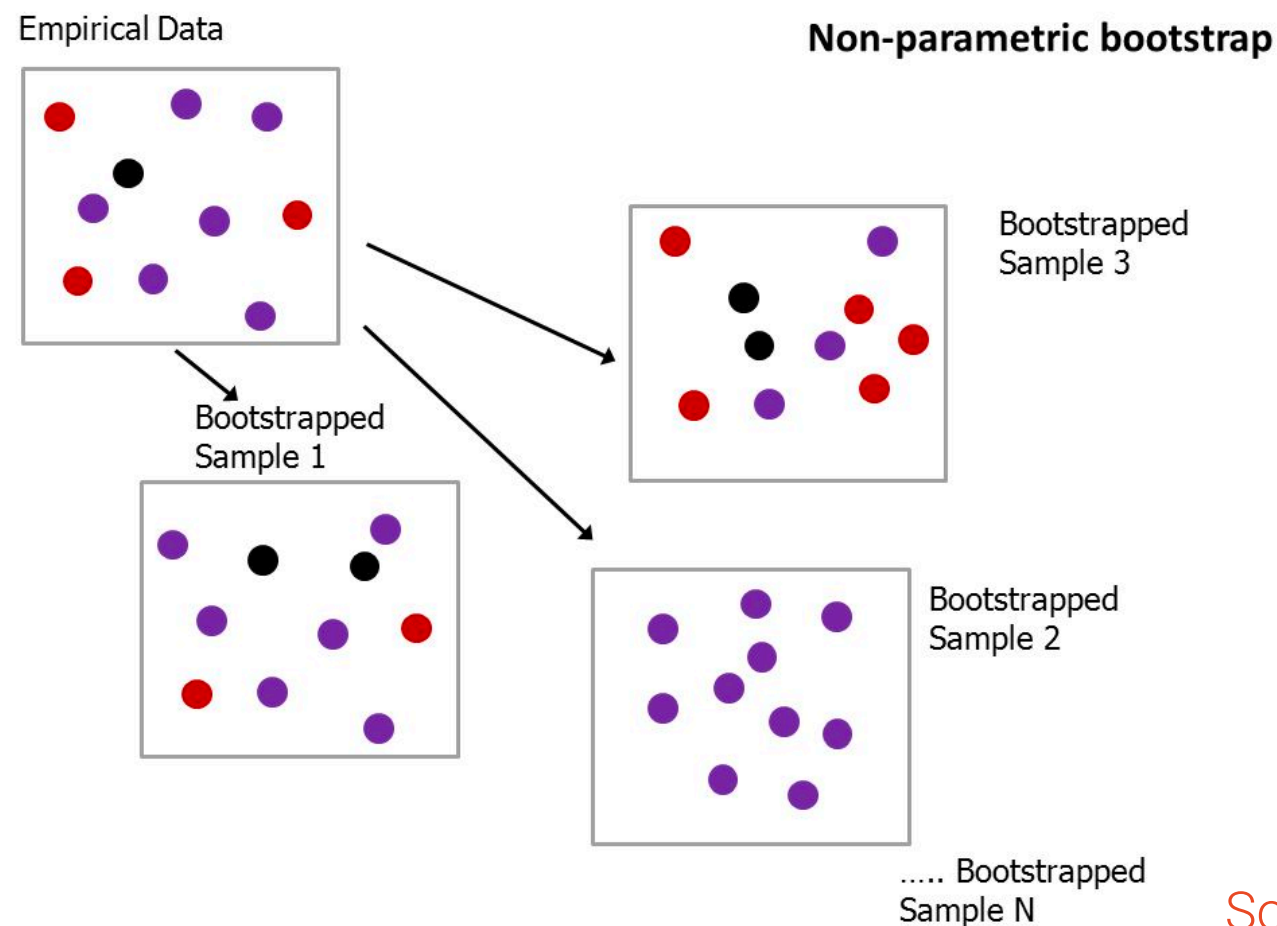 Empirical Data
Non-parametric bootstrap
Bootstrapped
Sample 3
Bootstrapped
Sample 1
Bootstrapped
Sample 2
..... Bootstrapped
Sample N